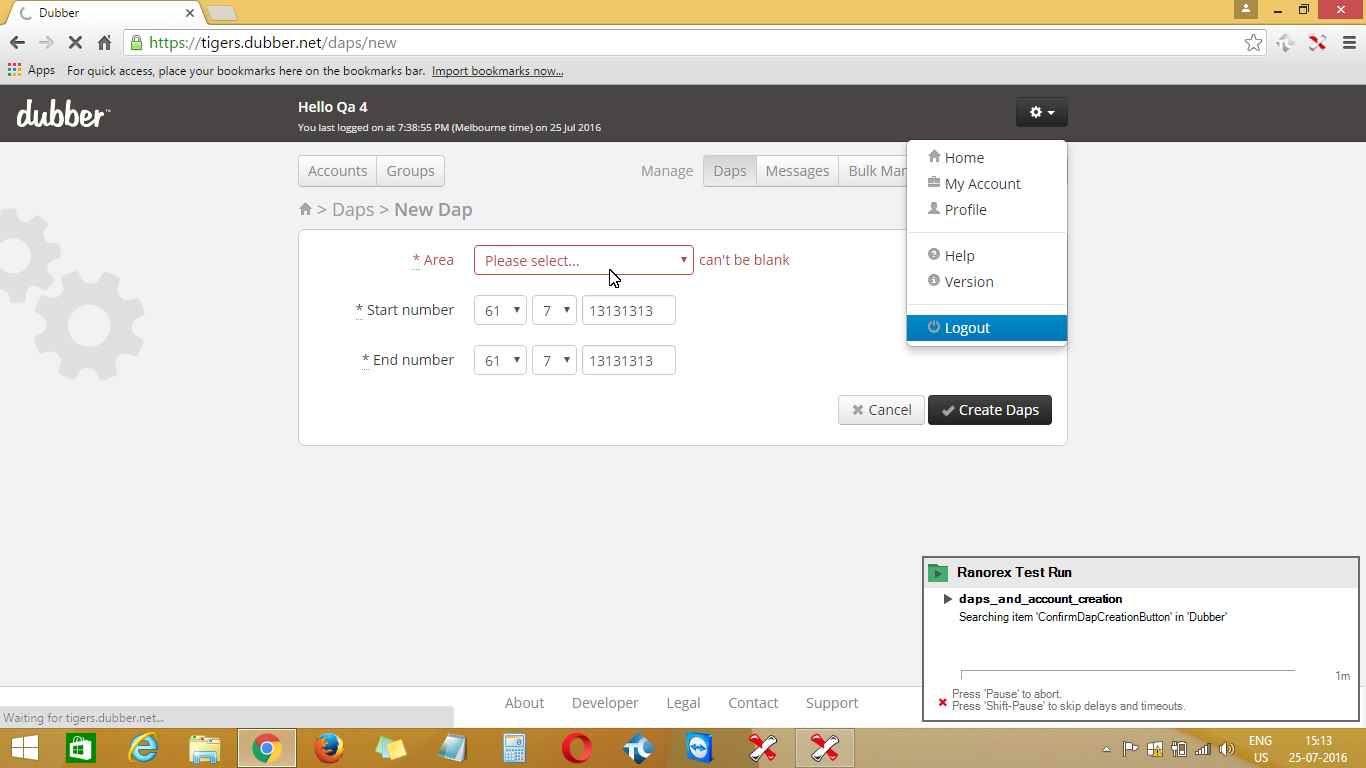 Dubber
https://tigers.dubber.net/daps/new
Apps For quick access, place your bookmarks here on the bookmarks bar. Import bookmarks now...
dubber™
Hello Qa 4
You last logged on at 7:38:55 PM (Melbourne time) on 25 Jul 2016
Accounts Groups Manage Daps Messages Bulk Mar
Home
My Account
Profile
Help
Version
Logout
> Daps > New Dap
* Area Please select... can't be blank
* Start number 61 7 13131313
* End number 61 7 13131313
Cancel Create Daps
Ranorex Test Run
daps_and_account_creation
Searching item 'ConfirmDapCreationButton' in 'Dubber'
1m
Press 'Pause' to abort.
Press 'Shift-Pause' to skip delays and timeouts.
About Developer Legal Contact Support
Waiting for tigers.dubber.net...
ENG 15:13
US 25-07-2016